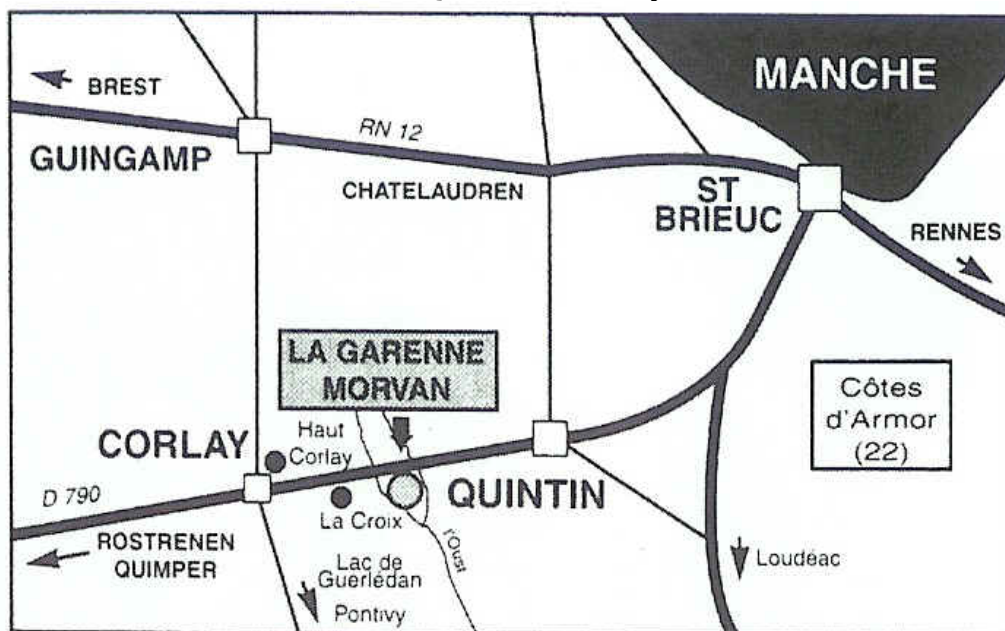 MANCHE
BREST
RN 12
GUINGAMP
CHATELAUDREN
ST
BRIEUC
RENNES
LA GARENNE
MORVAN
Côtes
d'Armor
(22)
CORLAY
Haut
Corlay
D 790
La Croix
QUINTIN
l'Oust
ROSTRENEN
QUIMPER
Lac de
Guerlédan
Pontivy
Loudéac